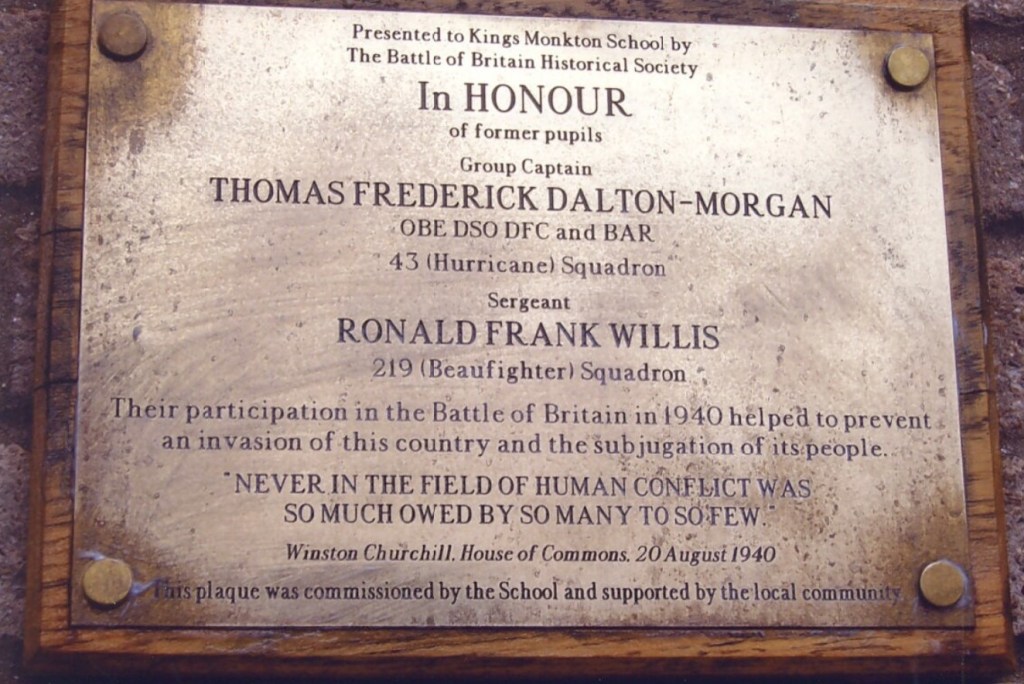 Presented to Kings Monkton School by
The Battle of Britain Historical Society
In HONOUR
of former pupils
Group Captain
THOMAS FREDERICK DALTON-MORGAN
OBE DSO DFC and BAR
43 (Hurricane) Squadron
Sergeant
RONALD FRANK WILLIS
219 (Beaufighter) Squadron
Their participation in the Battle of Britain in 1940 helped to prevent
an invasion of this country and the subjugation of its people.
"NEVER IN THE FIELD OF HUMAN CONFLICT WAS
SO MUCH OWED BY SO MANY TO SO FEW."
Winston Churchill, House of Commons, 20 August 1940
This plaque was commissioned by the School and supported by the local community.